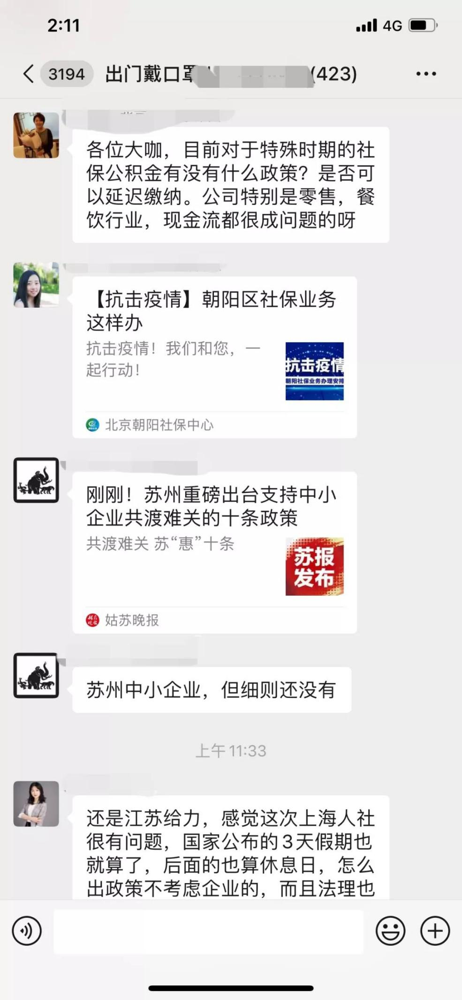 2:11
4G
3194
出门戴口罩
(423)
各位大咖，目前对于特殊时期的社
保公积金有没有什么政策？是否可
以延迟缴纳。公司特别是零售，餐
饮行业，现金流都很成问题的呀
【抗击疫情】朝阳区社保业务
这样办
抗击疫情！我们和您，一
起行动！
抗击疫情
朝阳社保业务办理安排
北京朝阳社保中心
刚刚！苏州重磅出台支持中小
企业共渡难关的十条政策
共渡难关 苏“惠”十条
苏报
发布
姑苏晚报
苏州中小企业，但细则还没有
上午 11:33
还是江苏给力，感觉这次上海人社
很有问题，国家公布的3天假期也
就算了，后面的也算休息日，怎么
出政策不考虑企业的，而且法理也